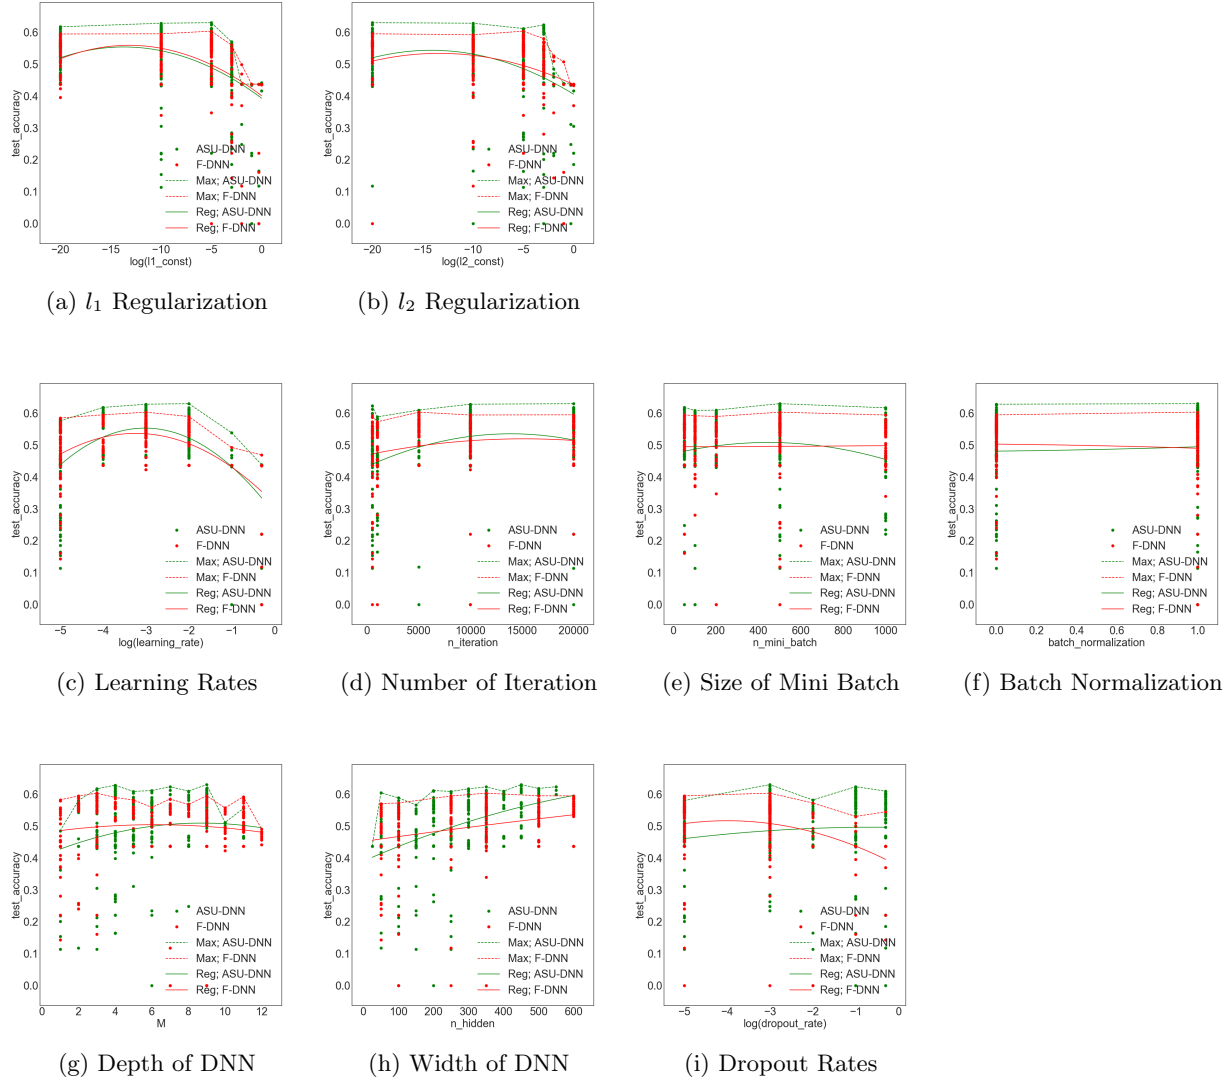 test_accuracy
0.6
0.5
0.4
0.3
0.2
0.1
0.0
ASU-DNN
F-DNN
Max; ASU-DNN
Max; F-DNN
Reg; ASU-DNN
Reg; F-DNN
−20 −15 −10 −5 0
log(l1_const)
(a) l1 Regularization
test_accuracy
0.6
0.5
0.4
0.3
0.2
0.1
0.0
ASU-DNN
F-DNN
Max; ASU-DNN
Max; F-DNN
Reg; ASU-DNN
Reg; F-DNN
−20 −15 −10 −5 0
log(l2_const)
(b) l2 Regularization
test_accuracy
0.6
0.5
0.4
0.3
0.2
0.1
0.0
ASU-DNN
F-DNN
Max; ASU-DNN
Max; F-DNN
Reg; ASU-DNN
Reg; F-DNN
−5 −4 −3 −2 −1 0
log(learning_rate)
(c) Learning Rates
test_accuracy
0.6
0.5
0.4
0.3
0.2
0.1
0.0
ASU-DNN
F-DNN
Max; ASU-DNN
Max; F-DNN
Reg; ASU-DNN
Reg; F-DNN
0 5000 10000 15000 20000
n_iteration
(d) Number of Iteration
test_accuracy
0.6
0.5
0.4
0.3
0.2
0.1
0.0
ASU-DNN
F-DNN
Max; ASU-DNN
Max; F-DNN
Reg; ASU-DNN
Reg; F-DNN
0 200 400 600 800 1000
n_mini_batch
(e) Size of Mini Batch
test_accuracy
0.6
0.5
0.4
0.3
0.2
0.1
0.0
ASU-DNN
F-DNN
Max; ASU-DNN
Max; F-DNN
Reg; ASU-DNN
Reg; F-DNN
0.0 0.2 0.4 0.6 0.8 1.0
batch_normalization
(f) Batch Normalization
test_accuracy
0.6
0.5
0.4
0.3
0.2
0.1
0.0
ASU-DNN
F-DNN
Max; ASU-DNN
Max; F-DNN
Reg; ASU-DNN
Reg; F-DNN
0 2 4 6 8 10 12
M
(g) Depth of DNN
test_accuracy
0.6
0.5
0.4
0.3
0.2
0.1
0.0
ASU-DNN
F-DNN
Max; ASU-DNN
Max; F-DNN
Reg; ASU-DNN
Reg; F-DNN
0 100 200 300 400 500 600
n_hidden
(h) Width of DNN
test_accuracy
0.6
0.5
0.4
0.3
0.2
0.1
0.0
ASU-DNN
F-DNN
Max; ASU-DNN
Max; F-DNN
Reg; ASU-DNN
Reg; F-DNN
−5 −4 −3 −2 −1 0
log(dropout_rate)
(i) Dropout Rates